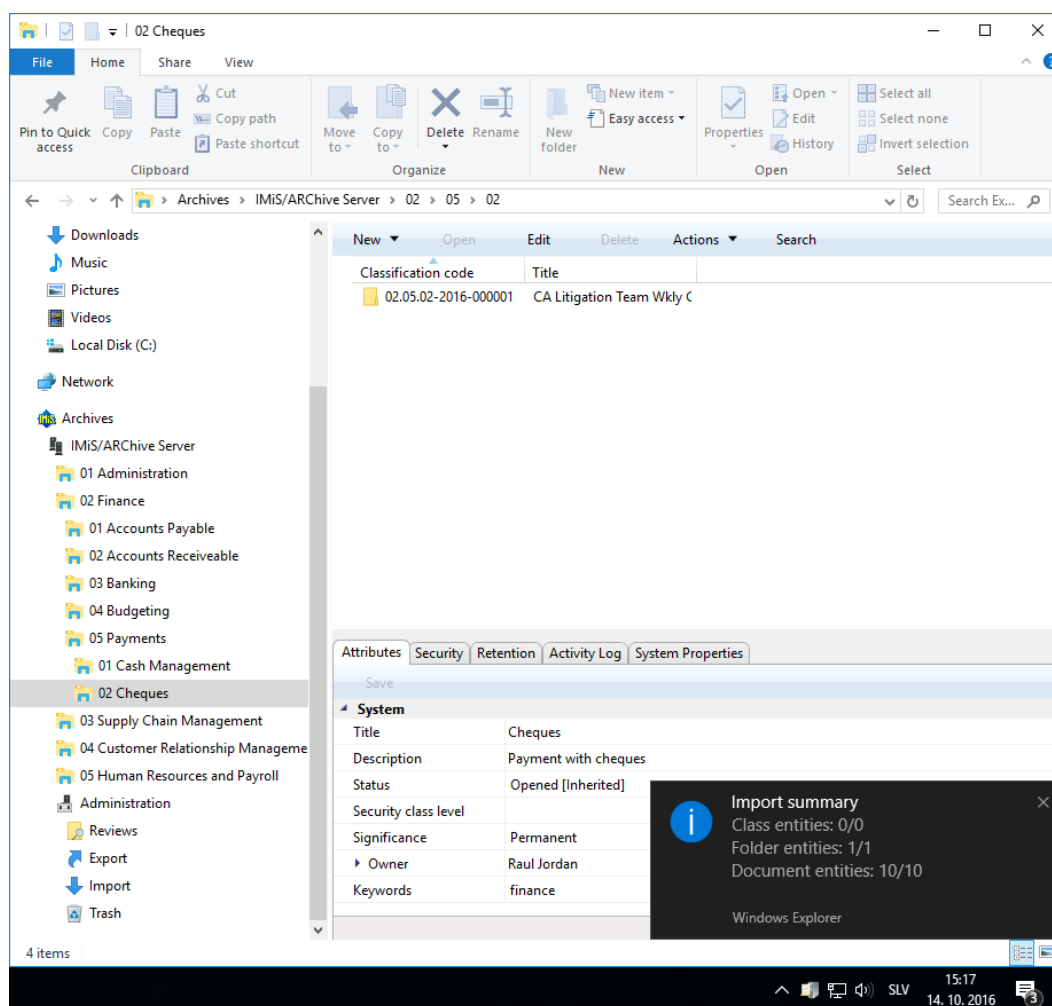 02 Cheques
File Home Share View
Pin to Quick access
Copy
Paste
Cut
Copy path
Paste shortcut
Clipboard
Move to
Copy to
Delete
Rename
Organize
New folder
New item
Easy access
New
Properties
Open
Edit
History
Open
Select all
Select none
Invert selection
Select
Archives > IMiS/ARChive Server > 02 > 05 > 02
Search Ex...
Downloads
Music
Pictures
Videos
Local Disk (C:)
Network
Archives
IMiS/ARChive Server
01 Administration
02 Finance
01 Accounts Payable
02 Accounts Receiveable
03 Banking
04 Budgeting
05 Payments
01 Cash Management
02 Cheques
03 Supply Chain Management
04 Customer Relationship Manageme
05 Human Resources and Payroll
Administration
Reviews
Export
Import
Trash
New Open Edit Delete Actions Search
Classification code Title
02.05.02-2016-000001 CA Litigation Team Wkly C
Attributes Security Retention Activity Log System Properties
Save
System
Title Cheques
Description Payment with cheques
Status Opened [Inherited]
Security class level
Significance Permanent
Owner Raul Jordan
Keywords finance
Import summary
Class entities: 0/0
Folder entities: 1/1
Document entities: 10/10
Windows Explorer
4 items
SLV
15:17
14. 10. 2016
3